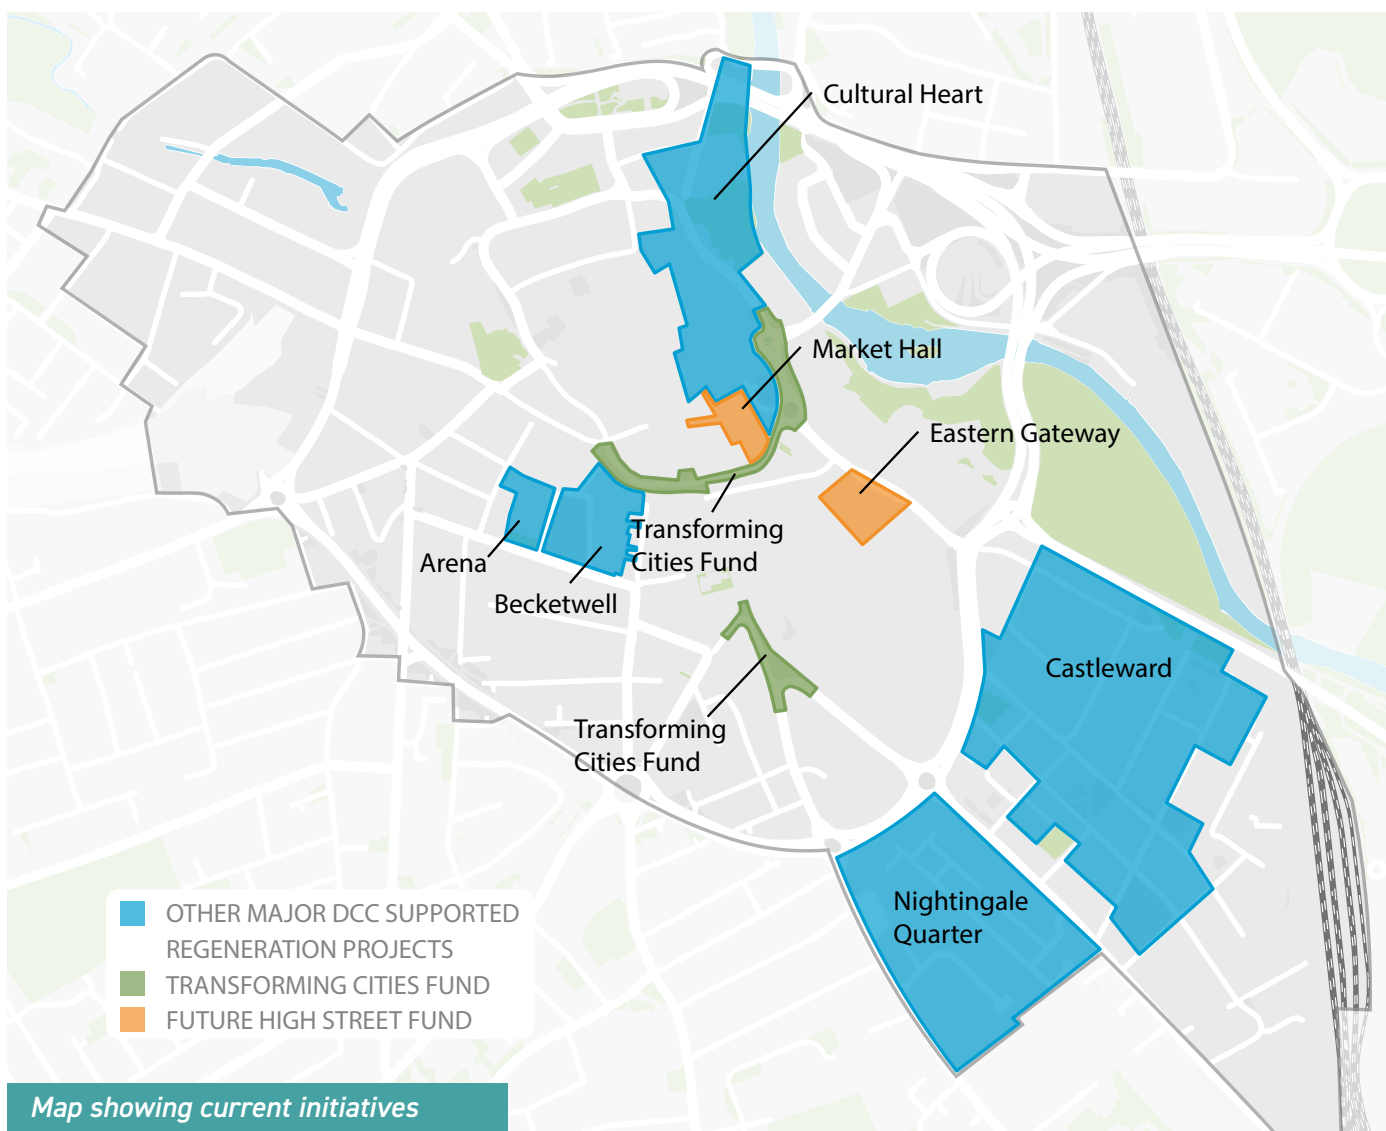 Cultural Heart
Market Hall
Eastern Gateway
Transforming
Cities Fund
Arena
Becketwell
Castleward
Transforming
Cities Fund
Nightingale
Quarter
OTHER MAJOR DCC SUPPORTED
REGENERATION PROJECTS
TRANSFORMING CITIES FUND
FUTURE HIGH STREET FUND
Map showing current initiatives